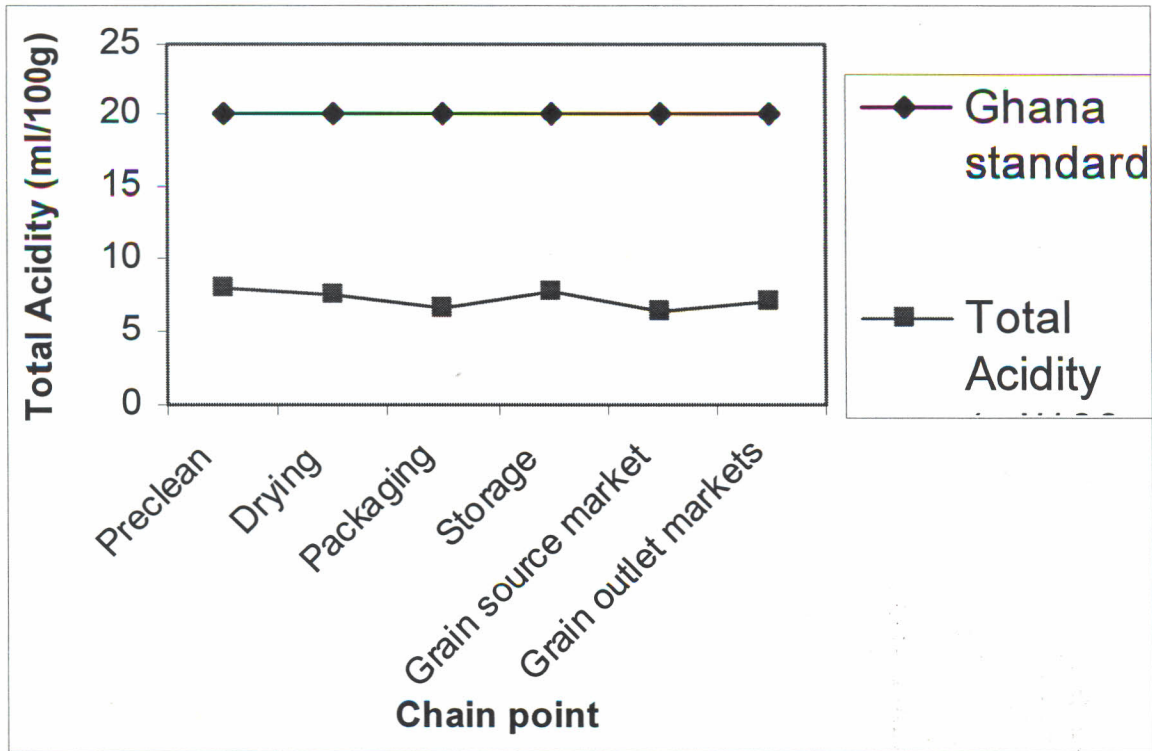 Total Acidity (ml/100g)
25
20
15
10
5
0
Preclean
Drying
Packaging
Storage
Grain source market
Grain outlet markets
Chain point
Ghana
standard
Total
Acidity